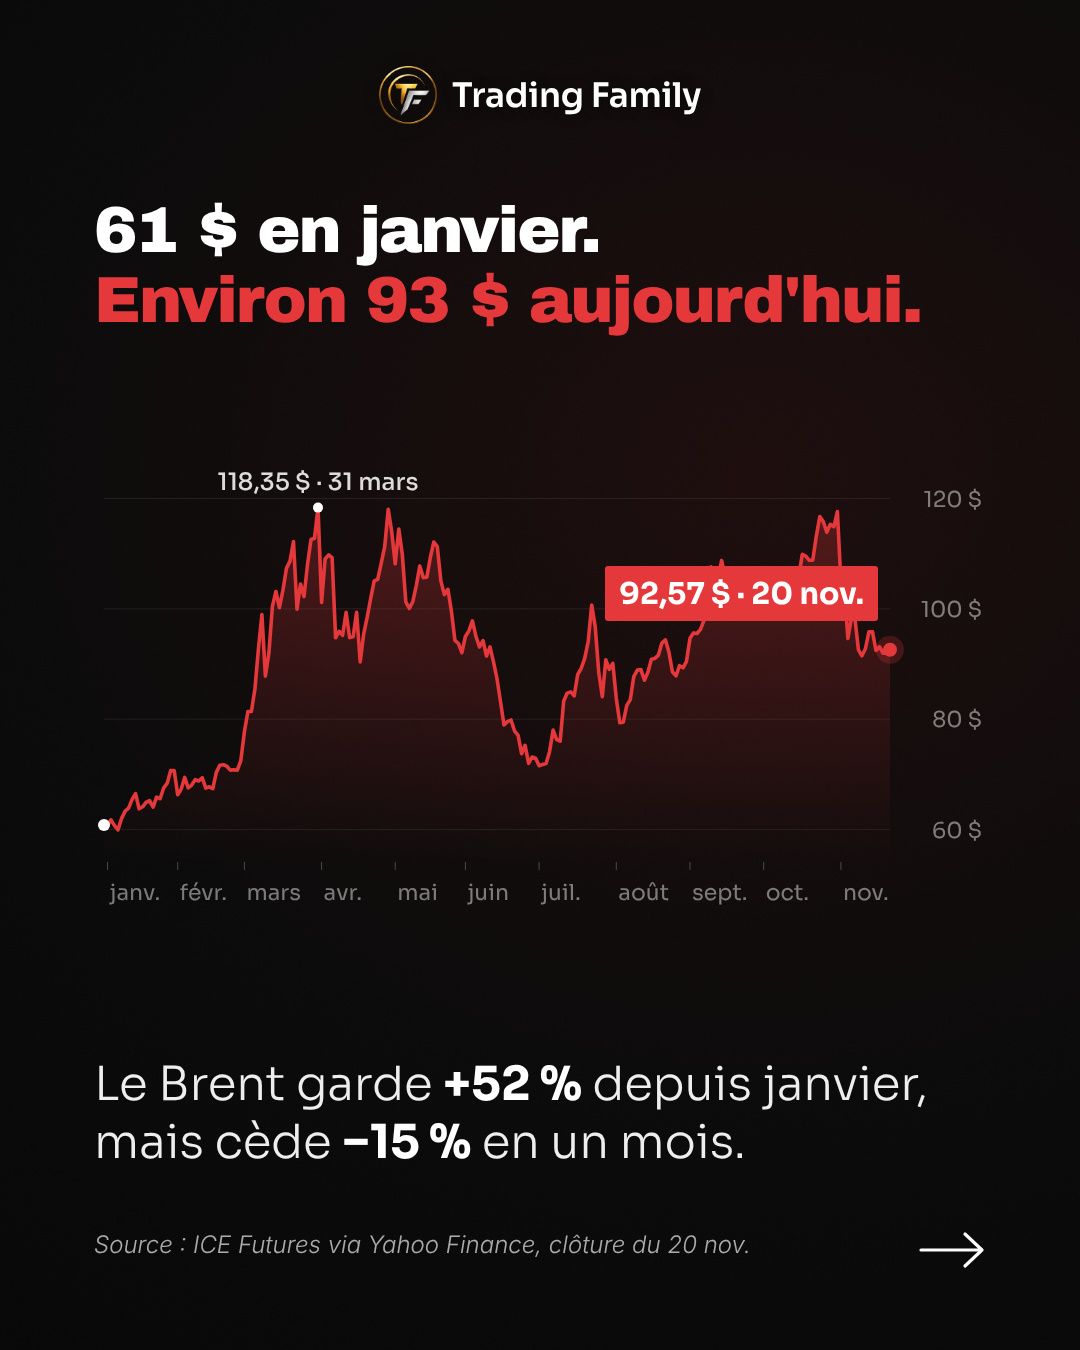 TF Trading Family
61 $ en janvier.
Environ 93 $ aujourd'hui.
118,35 $ · 31 mars
120 $
92,57 $ · 20 nov.
100 $
80 $
60 $
janv. févr. mars avr. mai juin juil. août sept. oct. nov.
Le Brent garde +52 % depuis janvier,
mais cède −15 % en un mois.
Source : ICE Futures via Yahoo Finance, clôture du 20 nov.